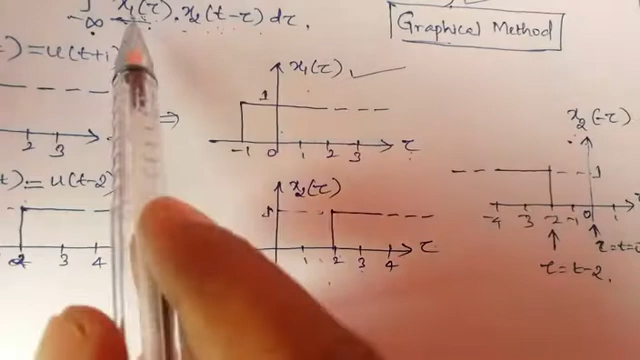 ∫ x₁(τ) . x₂(t-τ) dτ.
-∞
Graphical Method
t) = u(t+1)
x₁(τ)
1
2 3
-1 0 1 2 3 τ
⇒
x₂(-τ)
1
-4 -3 -2 -1 0 1
τ=t-2.
t) = u(t-2)
x₂(τ)
1
2 3 4
1 2 3 4 τ